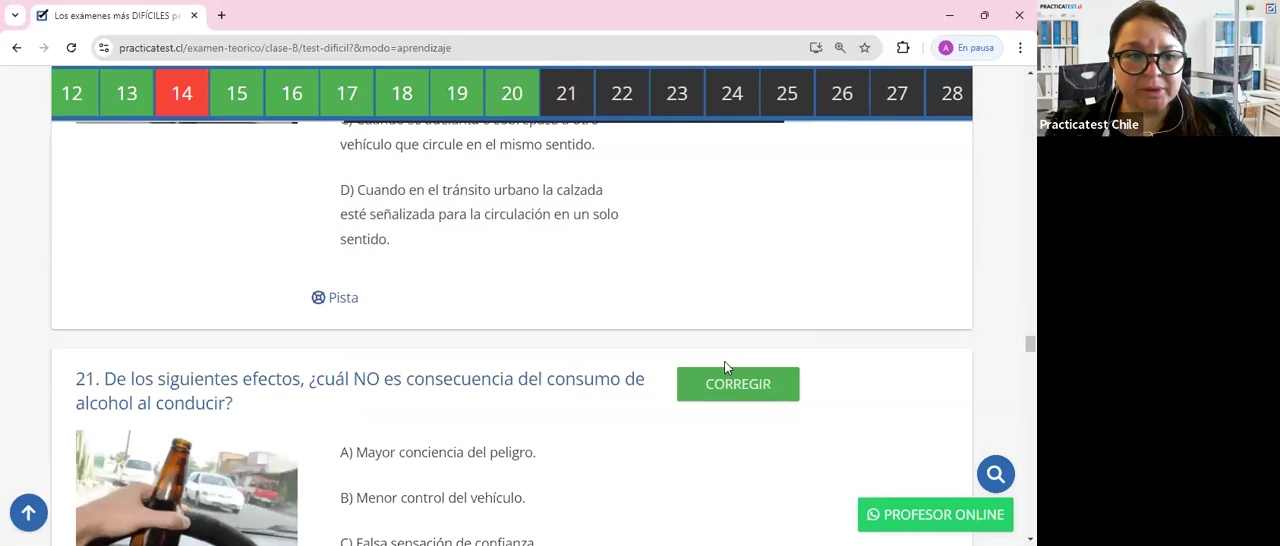 Los exámenes más DIFÍCILES pa
practicatest.cl/examen-teorico/clase-B/test-dificil?&modo=aprendizaje
A En pausa
12 13 14 15 16 17 18 19 20 21 22 23 24 25 26 27 28
vehículo que circule en el mismo sentido.
D) Cuando en el tránsito urbano la calzada
esté señalizada para la circulación en un solo
sentido.
Pista
21. De los siguientes efectos, ¿cuál NO es consecuencia del consumo de
alcohol al conducir?
CORREGIR
A) Mayor conciencia del peligro.
B) Menor control del vehículo.
C) Falsa sensación de confianza
PROFESOR ONLINE
PRACTICATEST.cl
Practicatest Chile